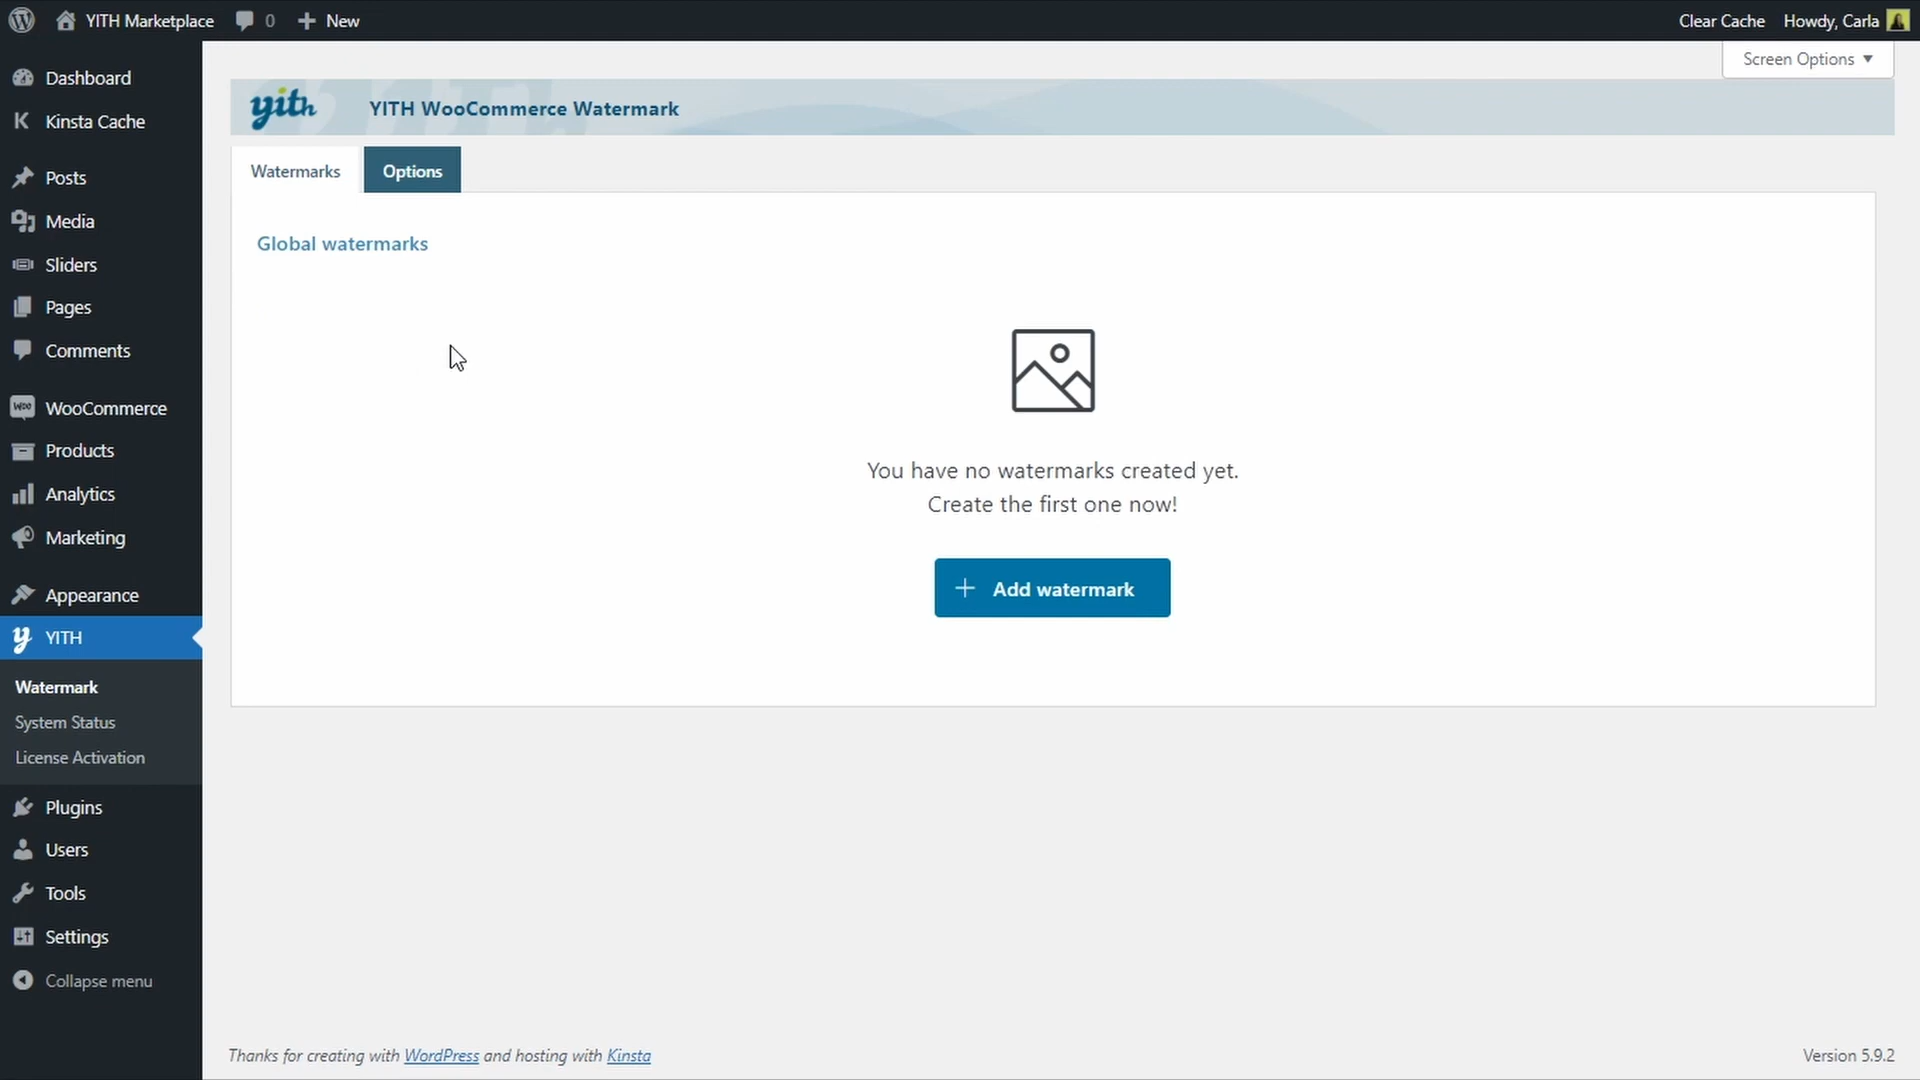 YITH Marketplace 0 New Clear Cache Howdy, Carla
Screen Options
Dashboard
Kinsta Cache
Posts
Media
Sliders
Pages
Comments
WooCommerce
Products
Analytics
Marketing
Appearance
YITH
Watermark
System Status
License Activation
Plugins
Users
Tools
Settings
Collapse menu
yith YITH WooCommerce Watermark
Watermarks Options
Global watermarks
You have no watermarks created yet.
Create the first one now!
+ Add watermark
Thanks for creating with WordPress and hosting with Kinsta Version 5.9.2